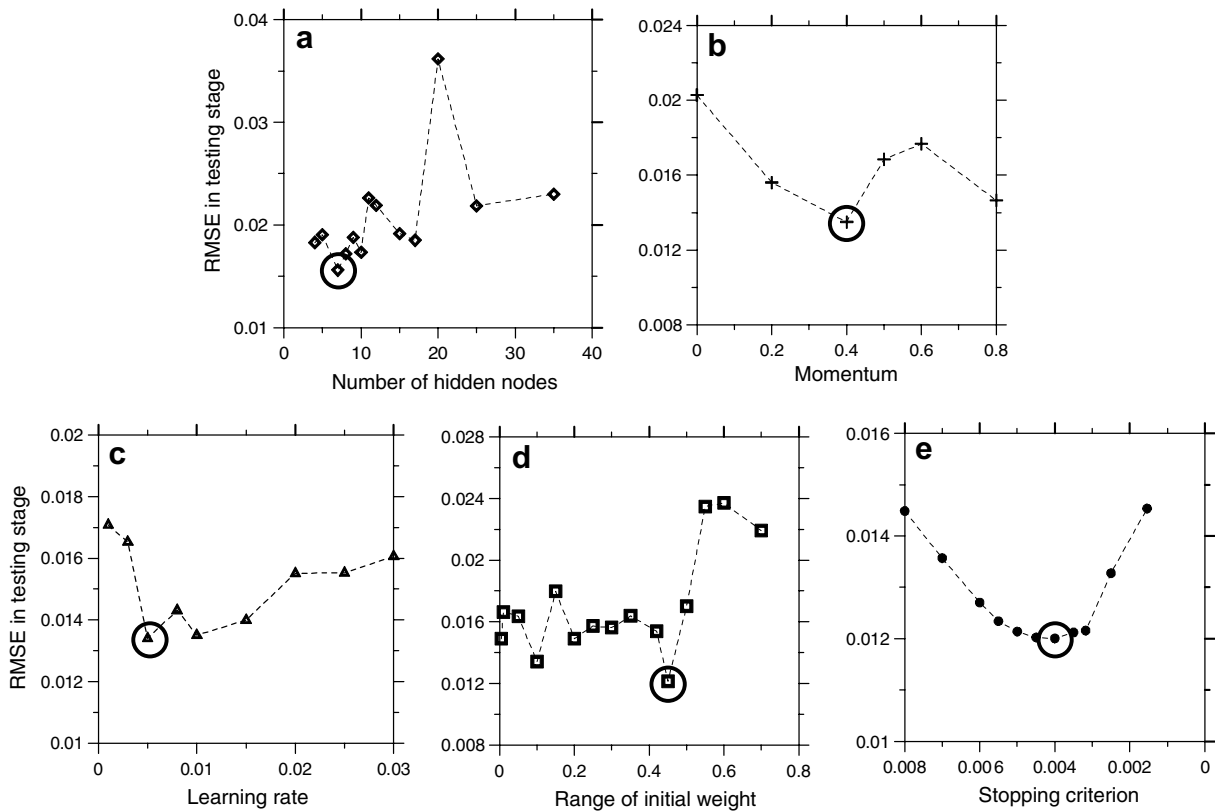 a
0.04
0.03
0.02
0.01
RMSE in testing stage
0 10 20 30 40
Number of hidden nodes
b
0.024
0.02
0.016
0.012
0.008
0 0.2 0.4 0.6 0.8
Momentum
c
0.02
0.018
0.016
0.014
0.012
0.01
RMSE in testing stage
0 0.01 0.02 0.03
Learning rate
d
0.028
0.024
0.02
0.016
0.012
0.008
0 0.2 0.4 0.6 0.8
Range of initial weight
e
0.016
0.014
0.012
0.01
0.008 0.006 0.004 0.002 0
Stopping criterion